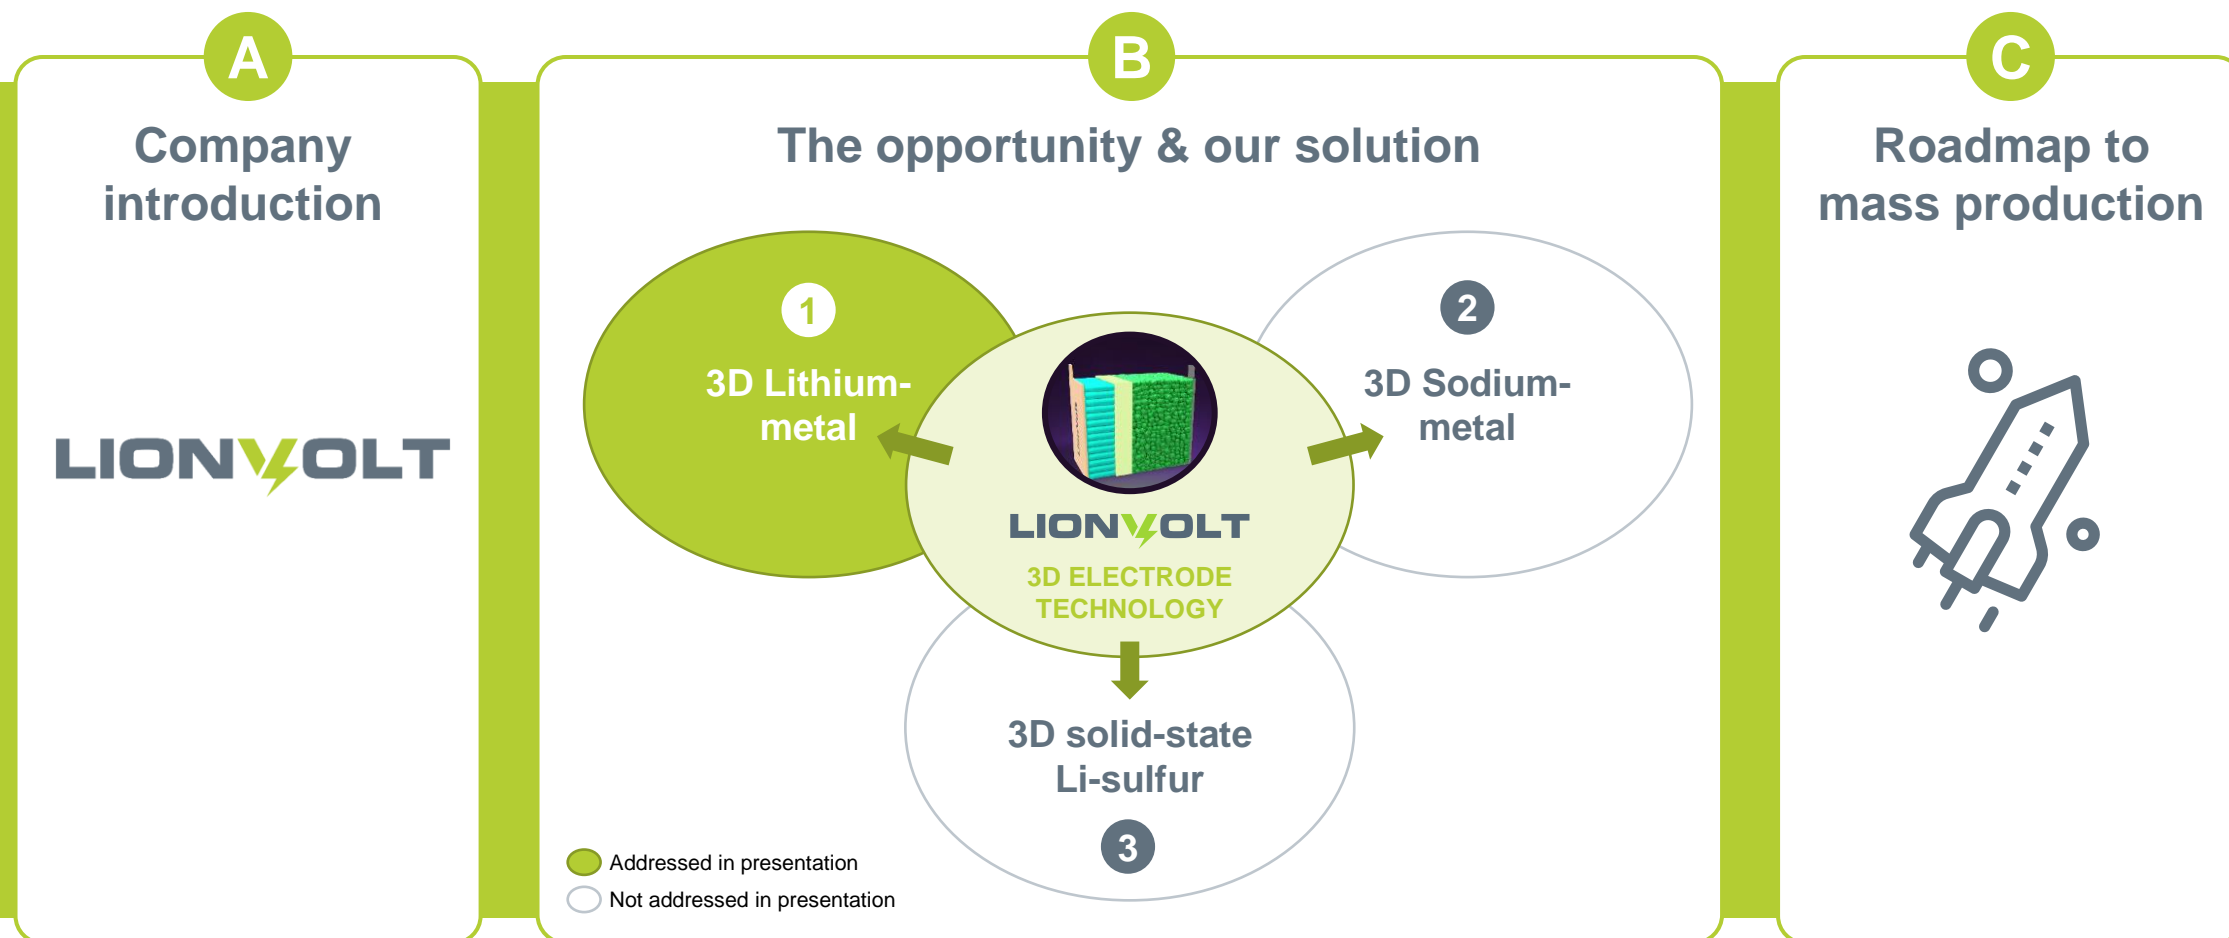 A
Company
introduction
LIONVOLT
B
The opportunity & our solution
1
3D Lithium-
metal
2
3D Sodium-
metal
LIONVOLT
3D ELECTRODE
TECHNOLOGY
3D solid-state
Li-sulfur
3
Addressed in presentation
Not addressed in presentation
C
Roadmap to
mass production